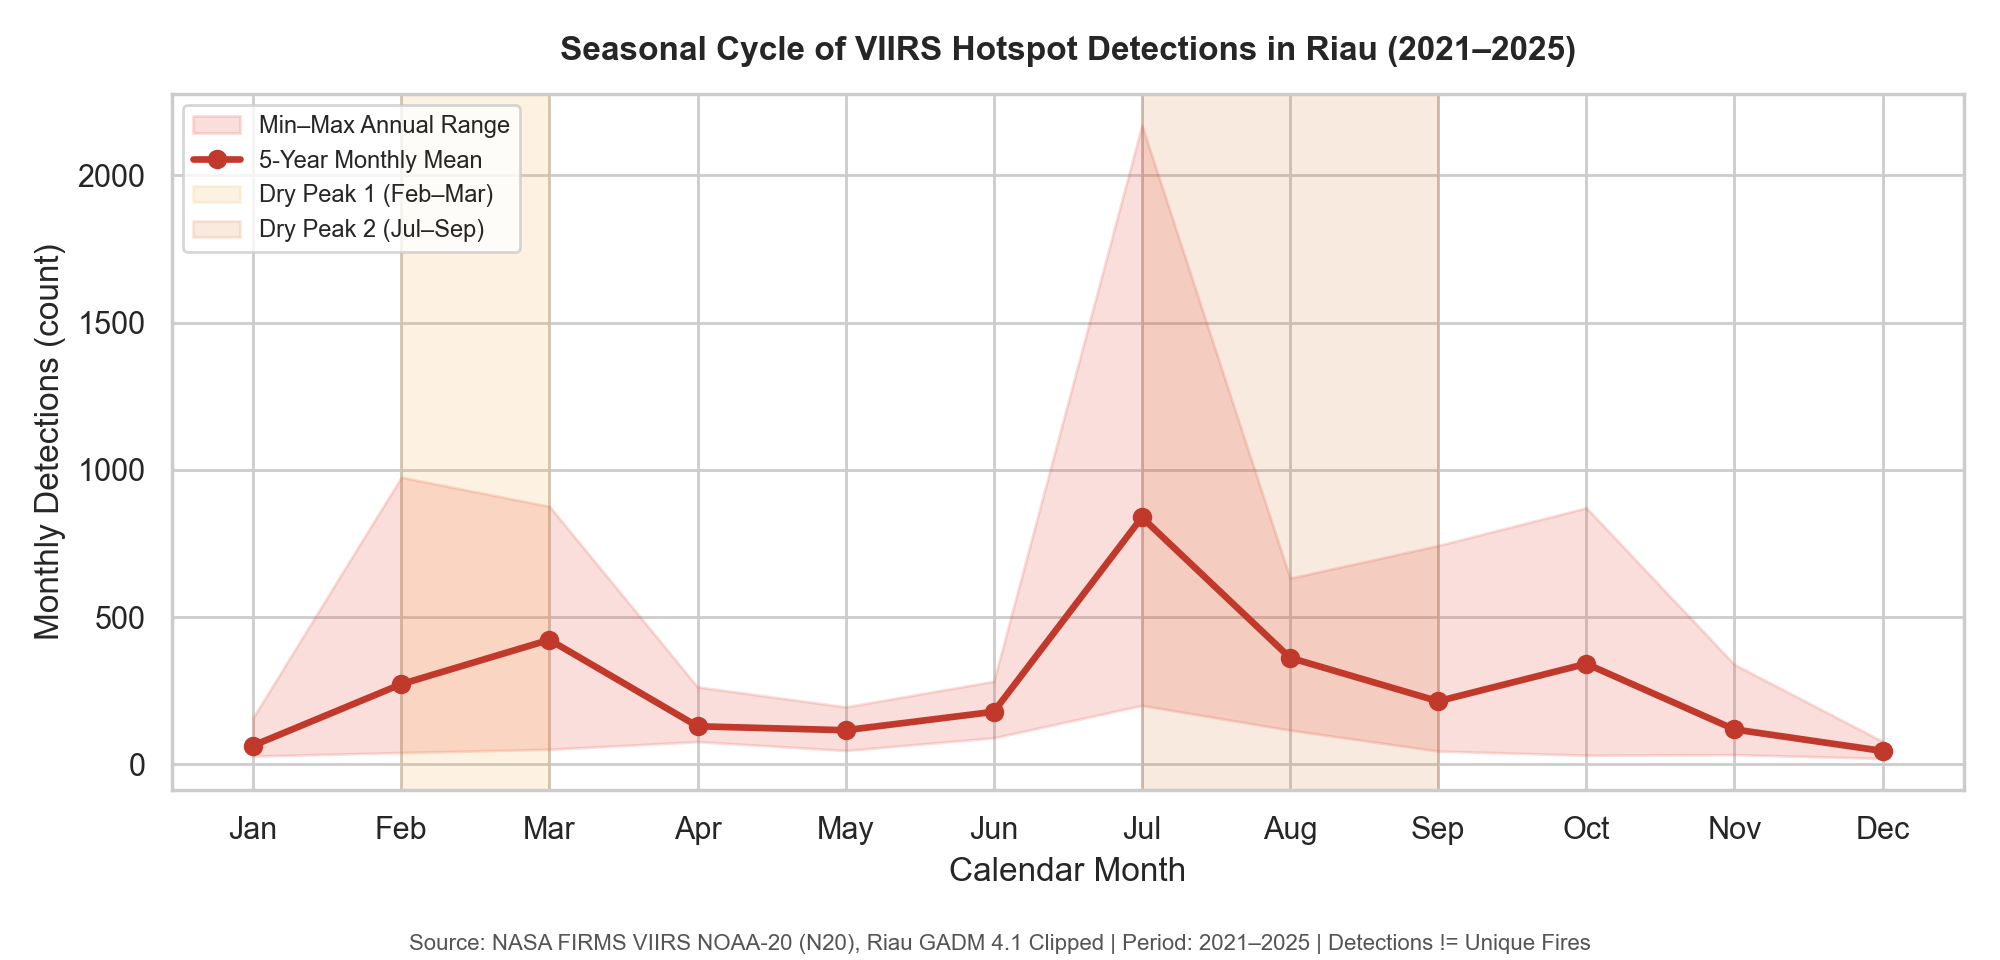 Seasonal Cycle of VIIRS Hotspot Detections in Riau (2021–2025)
Min–Max Annual Range
5-Year Monthly Mean
Dry Peak 1 (Feb–Mar)
Dry Peak 2 (Jul–Sep)
Monthly Detections (count)
2000
1500
1000
500
0
Jan Feb Mar Apr May Jun Jul Aug Sep Oct Nov Dec
Calendar Month
Source: NASA FIRMS VIIRS NOAA-20 (N20), Riau GADM 4.1 Clipped | Period: 2021–2025 | Detections != Unique Fires